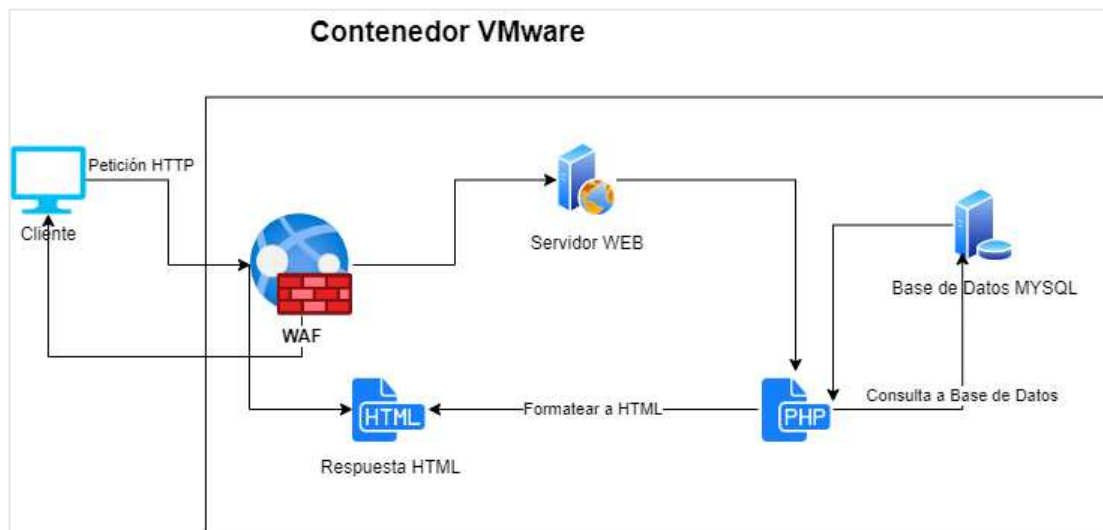 Contenedor VMware
Petición HTTP
Cliente
Servidor WEB
Base de Datos MYSQL
WAF
HTML
Formatear a HTML
PHP
Consulta a Base de Datos
Respuesta HTML